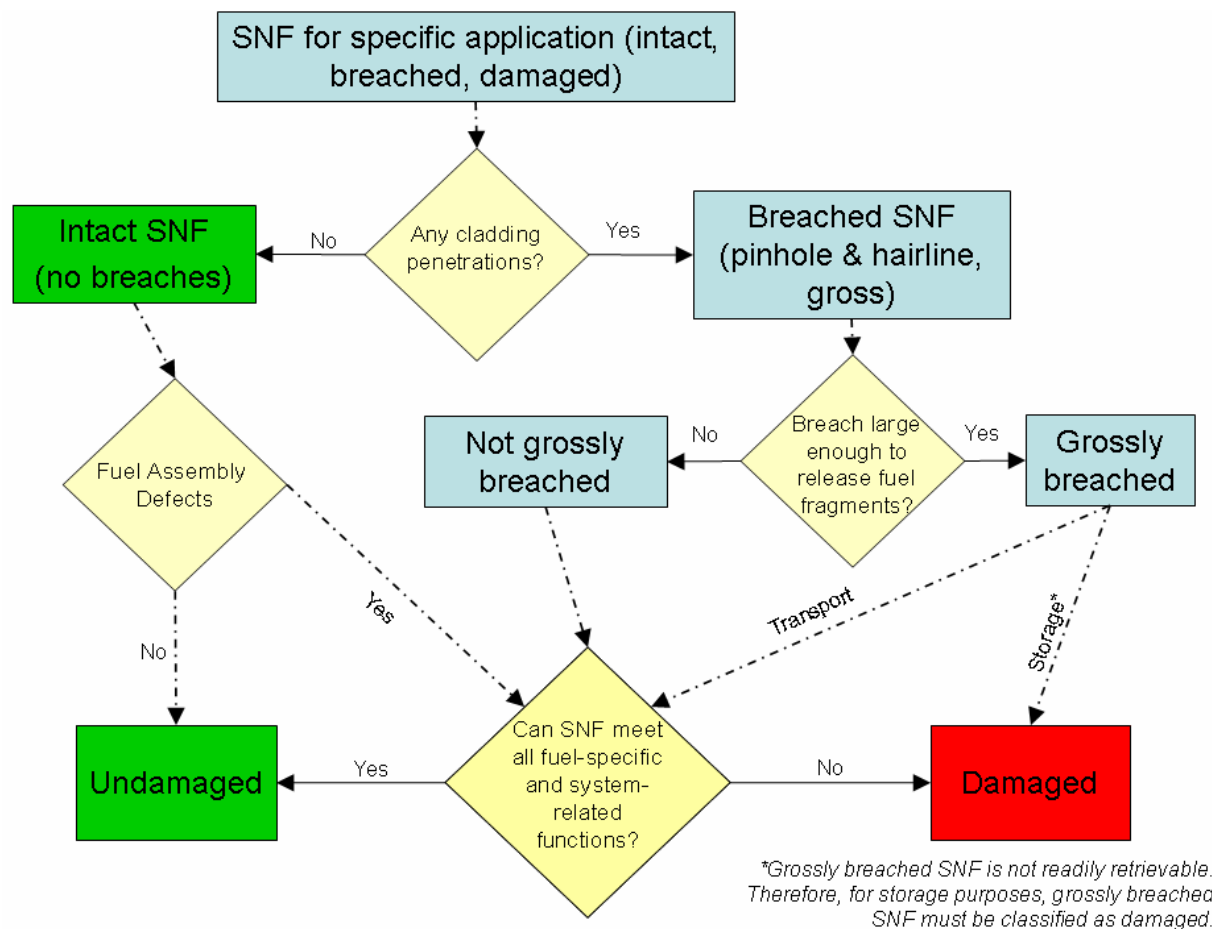 SNF for specific application (intact,
breached, damaged)
Intact SNF
(no breaches)
No
Any cladding
penetrations?
Yes
Breached SNF
(pinhole & hairline,
gross)
Fuel Assembly
Defects
Not grossly
breached
No
Breach large
enough to
release fuel
fragments?
Yes
Grossly
breached
Yes
Transport
Storage*
No
Undamaged
Yes
Can SNF meet
all fuel-specific
and system-
related
functions?
No
Damaged
*Grossly breached SNF is not readily retrievable.
Therefore, for storage purposes, grossly breached
SNF must be classified as damaged.